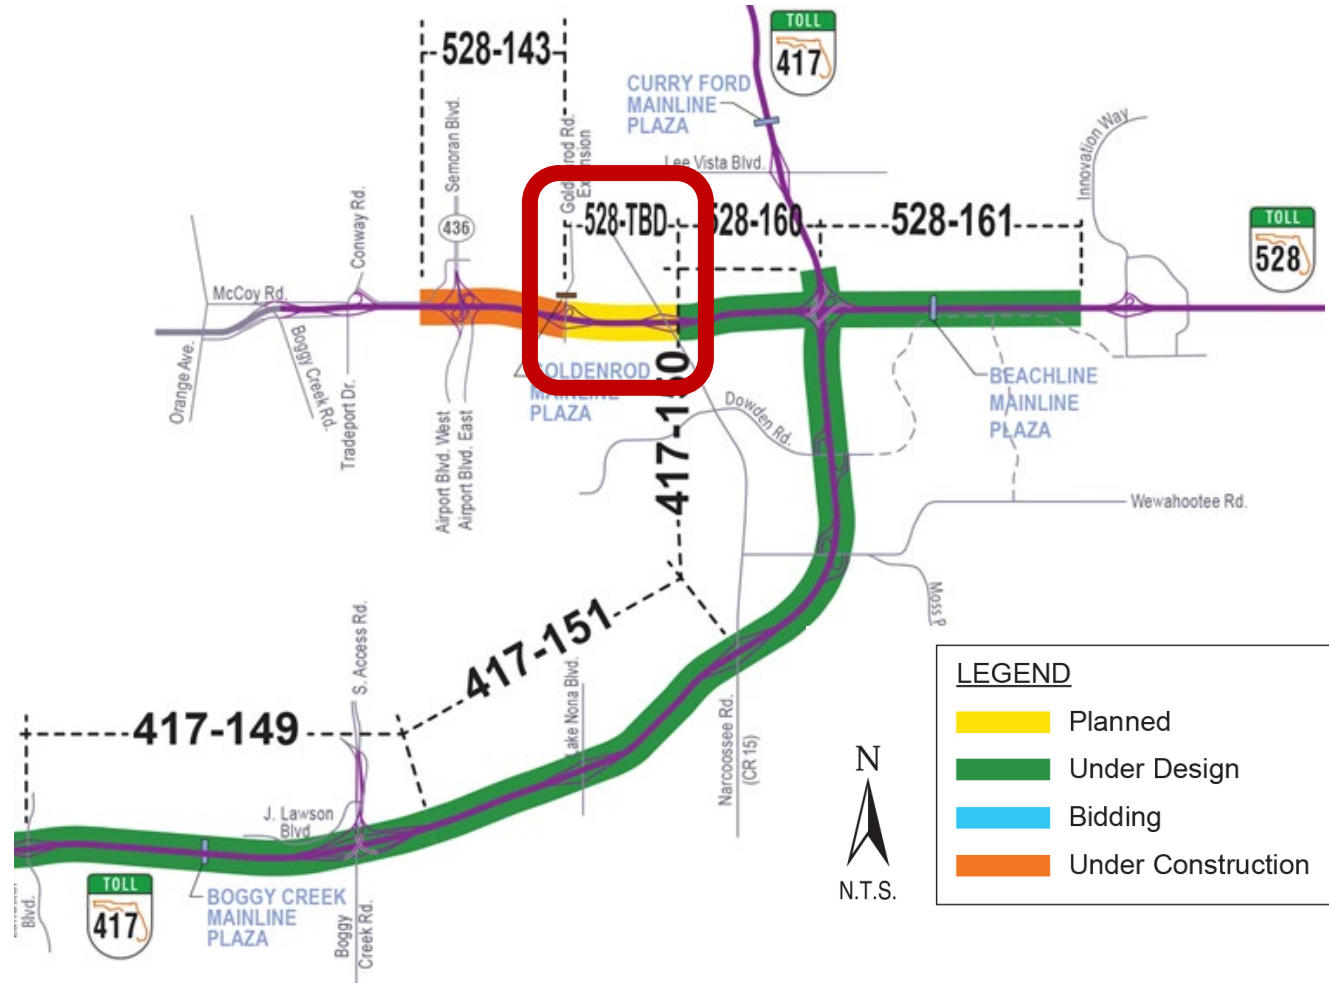 528-143
TOLL
417
CURRY FORD
MAINLINE
PLAZA
Innovation Way
Semoran Blvd.
Lee Vista Blvd.
Conway Rd.
436
528-TBD
528-160
528-161
TOLL
528
McCoy Rd.
Orange Ave.
Boggy Creek Rd.
Tradeport Dr.
Airport Blvd. West
Airport Blvd. East
MAINLINE
PLAZA
BEACHLINE
MAINLINE
PLAZA
Dowden Rd.
Wewahootee Rd.
417-151
S. Access Rd.
Lake Nona Blvd.
Narcoossee Rd.
(CR 15)
417-149
J. Lawson
Blvd
BOGGY CREEK
MAINLINE
PLAZA
TOLL
417
Blvd.
Boggy
Creek Rd.
N
N.T.S.
LEGEND
Planned
Under Design
Bidding
Under Construction